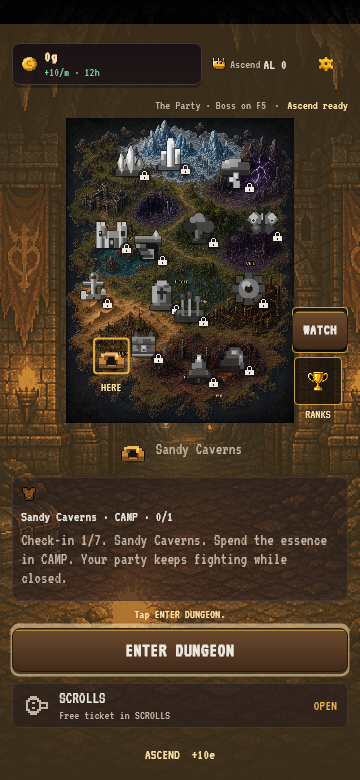 0g
+10/m · 12h
Ascend AL 0
The Party · Boss on F5 · Ascend ready
WATCH
RANKS
HERE
Sandy Caverns
Sandy Caverns · CAMP · 0/1
Check-in 1/7. Sandy Caverns. Spend the essence
in CAMP. Your party keeps fighting while
closed.
Tap ENTER DUNGEON.
ENTER DUNGEON
SCROLLS
Free ticket in SCROLLS
OPEN
ASCEND +10e